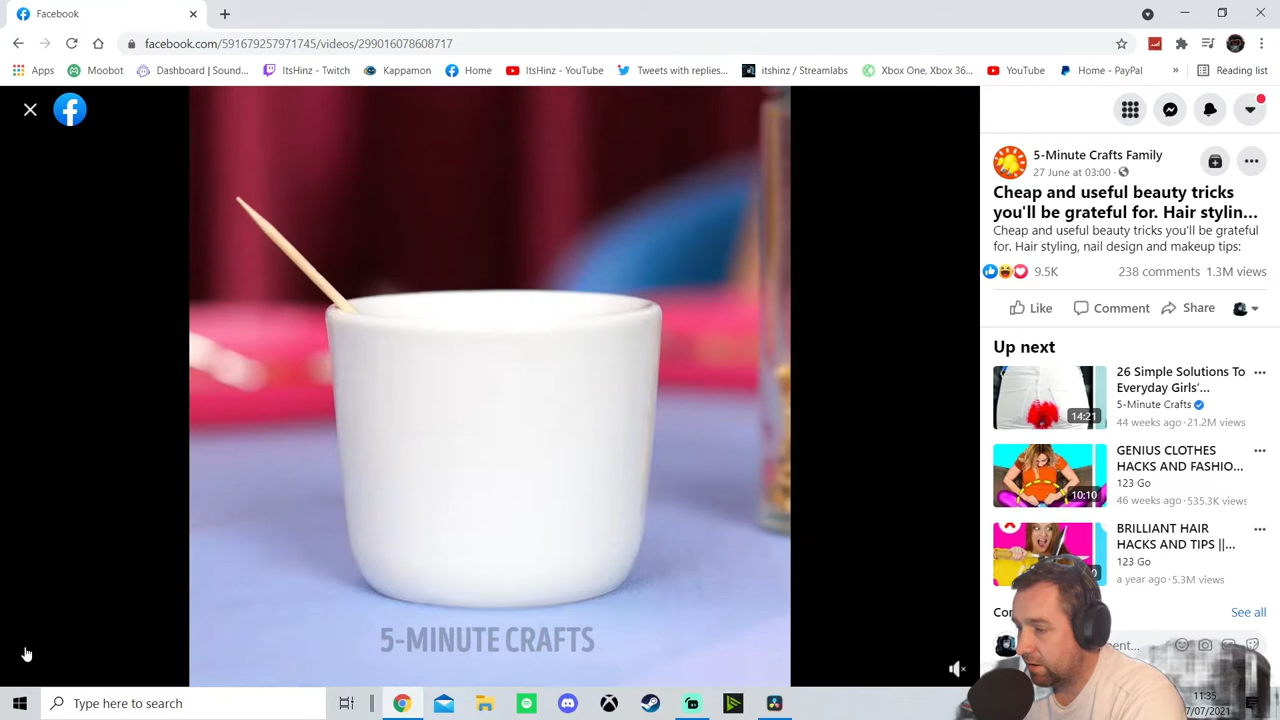 Facebook
facebook.com/591679257971745/videos/299016078608717
Apps
Moobot
Dashboard | Sound...
ItsHinz - Twitch
Kappamon
Home
ItsHinz - YouTube
Tweets with replies
itshinz / Streamlabs
Xbox One, Xbox 36...
YouTube
Home - PayPal
»
Reading list
5-Minute Crafts Family
27 June at 03:00 ·
Cheap and useful beauty tricks
you'll be grateful for. Hair stylin...
Cheap and useful beauty tricks you'll be grateful
for. Hair styling, nail design and makeup tips:
9.5K
238 comments 1.3M views
Like
Comment
Share
Up next
26 Simple Solutions To
Everyday Girls'...
5-Minute Crafts
44 weeks ago · 21.2M views
14:21
GENIUS CLOTHES
HACKS AND FASHIO...
123 Go
46 weeks ago · 535.3K views
10:10
BRILLIANT HAIR
HACKS AND TIPS ||...
123 Go
a year ago · 5.3M views
See all
5-MINUTE CRAFTS
Type here to search
11:35
7/07/2021